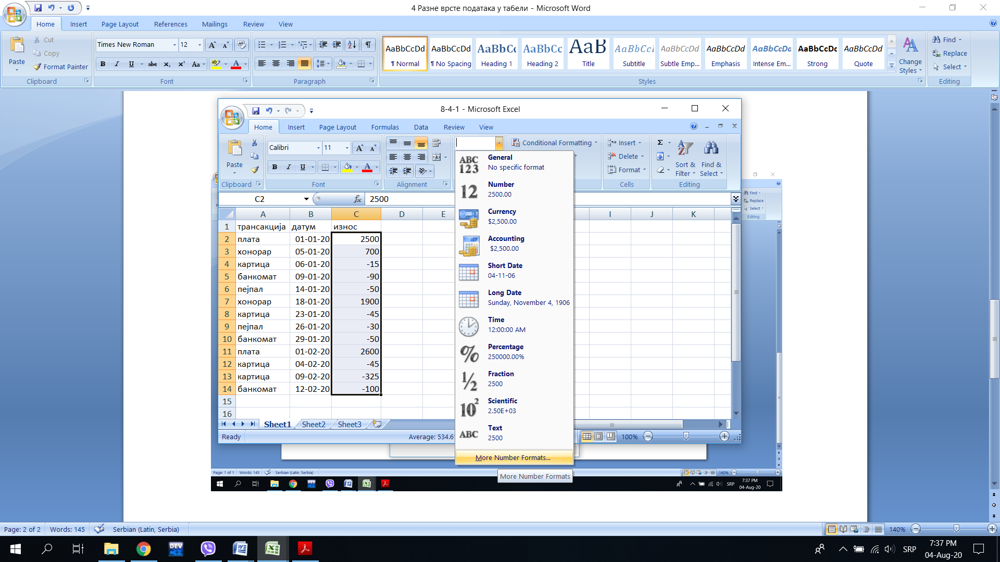 4 Разне врсте података у табели - Microsoft Word
Home Insert Page Layout References Mailings Review View
Paste
Cut
Copy
Format Painter
Clipboard
Times New Roman 12
Font
Paragraph
AaBbCcDd AaBbCcDd AaBbCc AaBbCc AaB AaBbCcI AaBbCcDd AaBbCcDd AaBbCcDd AaBbCcDd AaBbCcDd
¶ Normal ¶ No Spacing Heading 1 Heading 2 Title Subtitle Subtle Emp... Emphasis Intense Em... Strong Quote
Change Styles
Styles
Find
Replace
Select
Editing
8-4-1 - Microsoft Excel
Home Insert Page Layout Formulas Data Review View
Paste
Clipboard
Calibri 11
Font
Alignment
Conditional Formatting
Insert
Delete
Format
Cells
Sort & Filter
Find & Select
Editing
C2 fx 2500
A B C D E I J K
1 трансакција датум износ
2 плата 01-01-20 2500
3 хонорар 05-01-20 700
4 картица 06-01-20 -15
5 банкомат 09-01-20 -90
6 пејпал 14-01-20 -50
7 хонорар 18-01-20 1900
8 картица 23-01-20 -45
9 пејпал 26-01-20 -30
10 банкомат 29-01-20 -50
11 плата 01-02-20 2600
12 картица 04-02-20 -45
13 картица 09-02-20 -325
14 банкомат 12-02-20 -100
15
16
General
No specific format
Number
2500.00
Currency
$2,500.00
Accounting
$2,500.00
Short Date
04-11-06
Long Date
Sunday, November 4, 1906
Time
12:00:00 AM
Percentage
250000.00%
Fraction
2500
Scientific
2.50E+03
Text
2500
More Number Formats...
More Number Formats
Sheet1 Sheet2 Sheet3
Ready Average: 534.6 100%
Find
Replace
Select
Editing
Page: 1 of 1 Words: 145 Serbian (Latin, Serbia) 140%
SRP 7:37 PM
04-Aug-20
Page: 2 of 2 Words: 145 Serbian (Latin, Serbia) 140%
DEV
SRP 7:37 PM
04-Aug-20